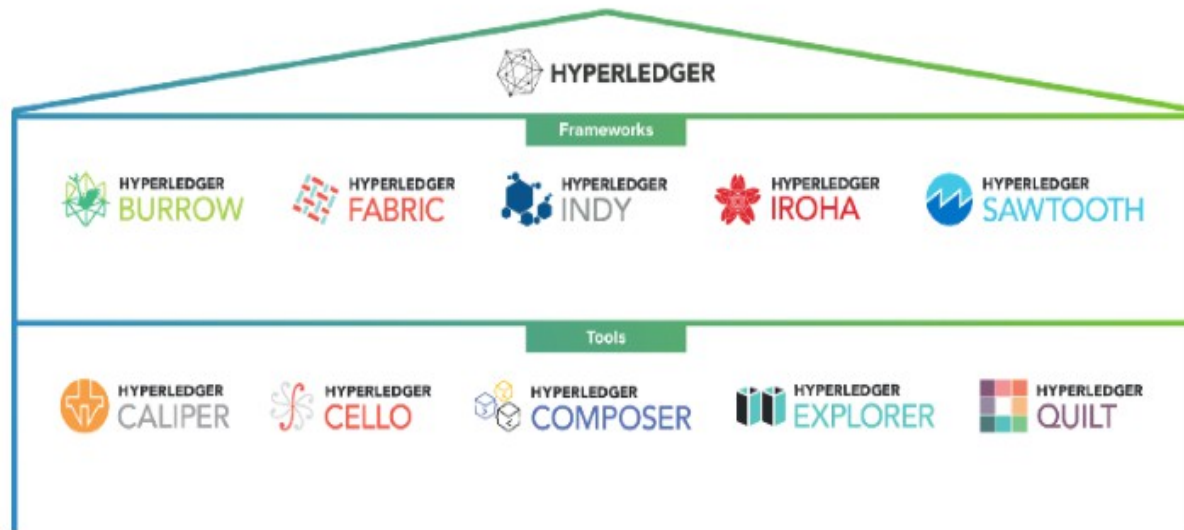 HYPERLEDGER
Frameworks
HYPERLEDGER
BURROW
HYPERLEDGER
FABRIC
HYPERLEDGER
INDY
HYPERLEDGER
IROHA
HYPERLEDGER
SAWTOOTH
Tools
HYPERLEDGER
CALIPER
HYPERLEDGER
CELLO
HYPERLEDGER
COMPOSER
HYPERLEDGER
EXPLORER
HYPERLEDGER
QUILT